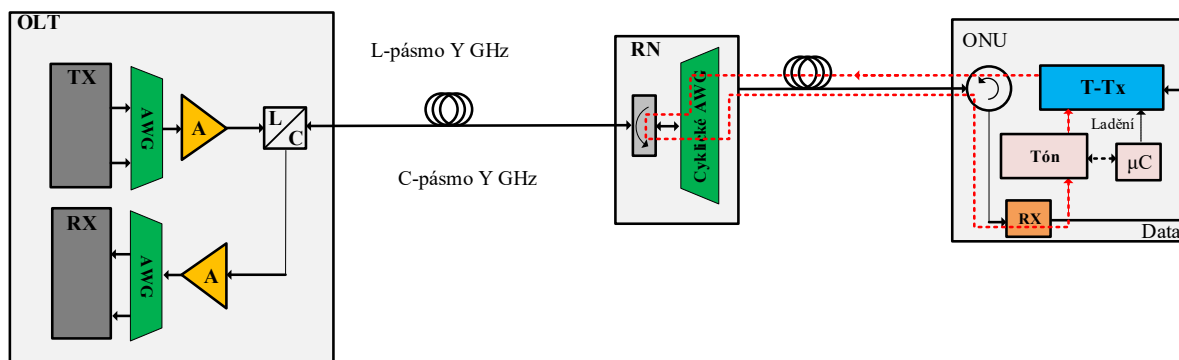 OLT
TX
AWG
A
L
C
RX
AWG
A
L-pásmo Y GHz
C-pásmo Y GHz
RN
Cyklické AWG
ONU
T-Tx
Ladění
Tón
μC
RX
Data